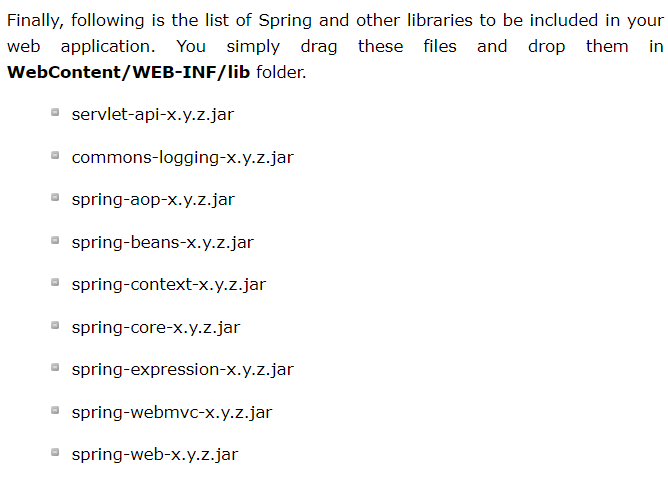 Finally, following is the list of Spring and other libraries to be included in your
web application. You simply drag these files and drop them in
WebContent/WEB-INF/lib folder.
servlet-api-x.y.z.jar
commons-logging-x.y.z.jar
spring-aop-x.y.z.jar
spring-beans-x.y.z.jar
spring-context-x.y.z.jar
spring-core-x.y.z.jar
spring-expression-x.y.z.jar
spring-webmvc-x.y.z.jar
spring-web-x.y.z.jar